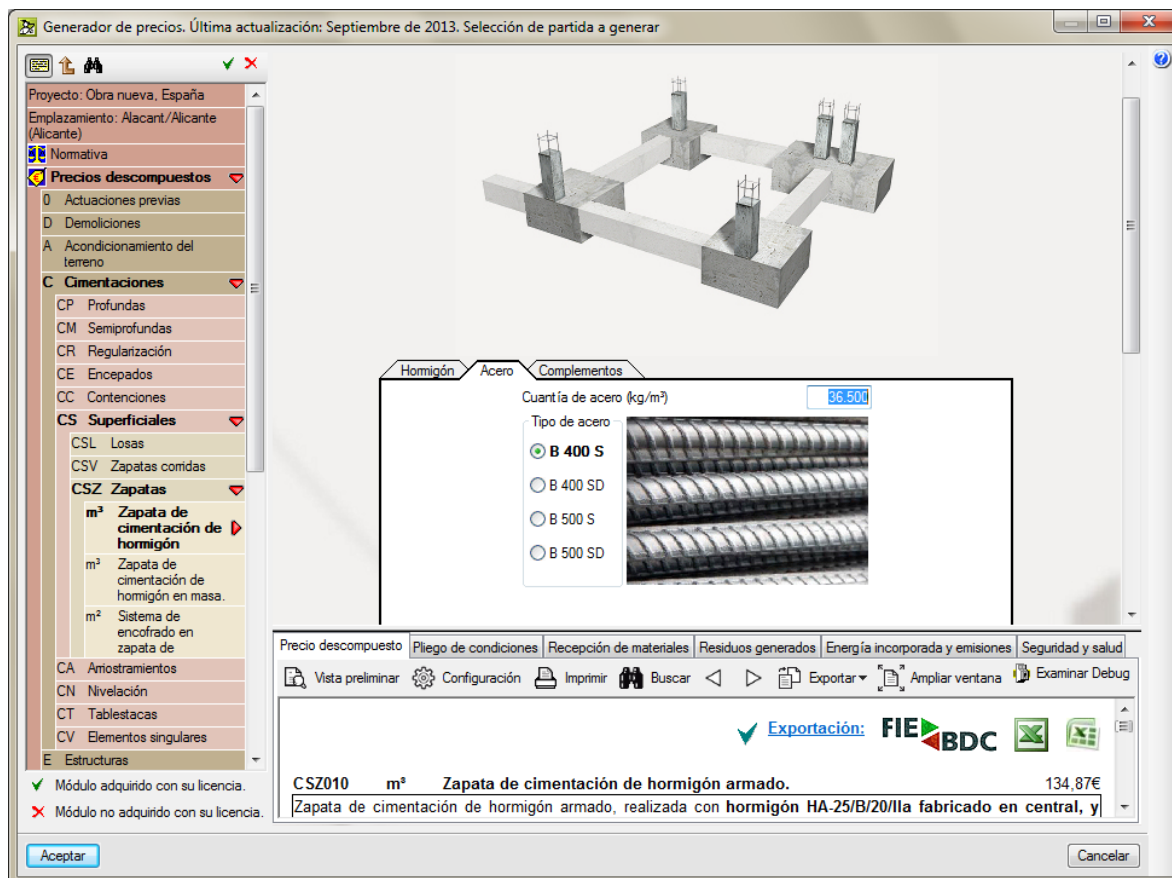 Generador de precios. Última actualización: Septiembre de 2013. Selección de partida a generar
Proyecto: Obra nueva, España
Emplazamiento: Alacant/Alicante
(Alicante)
Normativa
Precios descompuestos
0 Actuaciones previas
D Demoliciones
A Acondicionamiento del
terreno
C Cimentaciones
CP Profundas
CM Semiprofundas
CR Regularización
CE Encepados
CC Contenciones
CS Superficiales
CSL Losas
CSV Zapatas corridas
CSZ Zapatas
m³ Zapata de
cimentación de
hormigón
m³ Zapata de
cimentación de
hormigón en masa.
m² Sistema de
encofrado en
zapata de
CA Arriostramientos
CN Nivelación
CT Tablestacas
CV Elementos singulares
E Estructuras
Módulo adquirido con su licencia.
Módulo no adquirido con su licencia.
Hormigón Acero Complementos
Cuantía de acero (kg/m³) 36.500
Tipo de acero
B 400 S
B 400 SD
B 500 S
B 500 SD
Precio descompuesto Pliego de condiciones Recepción de materiales Residuos generados Energía incorporada y emisiones Seguridad y salud
Vista preliminar Configuración Imprimir Buscar Exportar Ampliar ventana Examinar Debug
Exportación: FIE BDC
CSZ010 m³ Zapata de cimentación de hormigón armado. 134,87€
Zapata de cimentación de hormigón armado, realizada con hormigón HA-25/B/20/IIa fabricado en central, y
Aceptar Cancelar